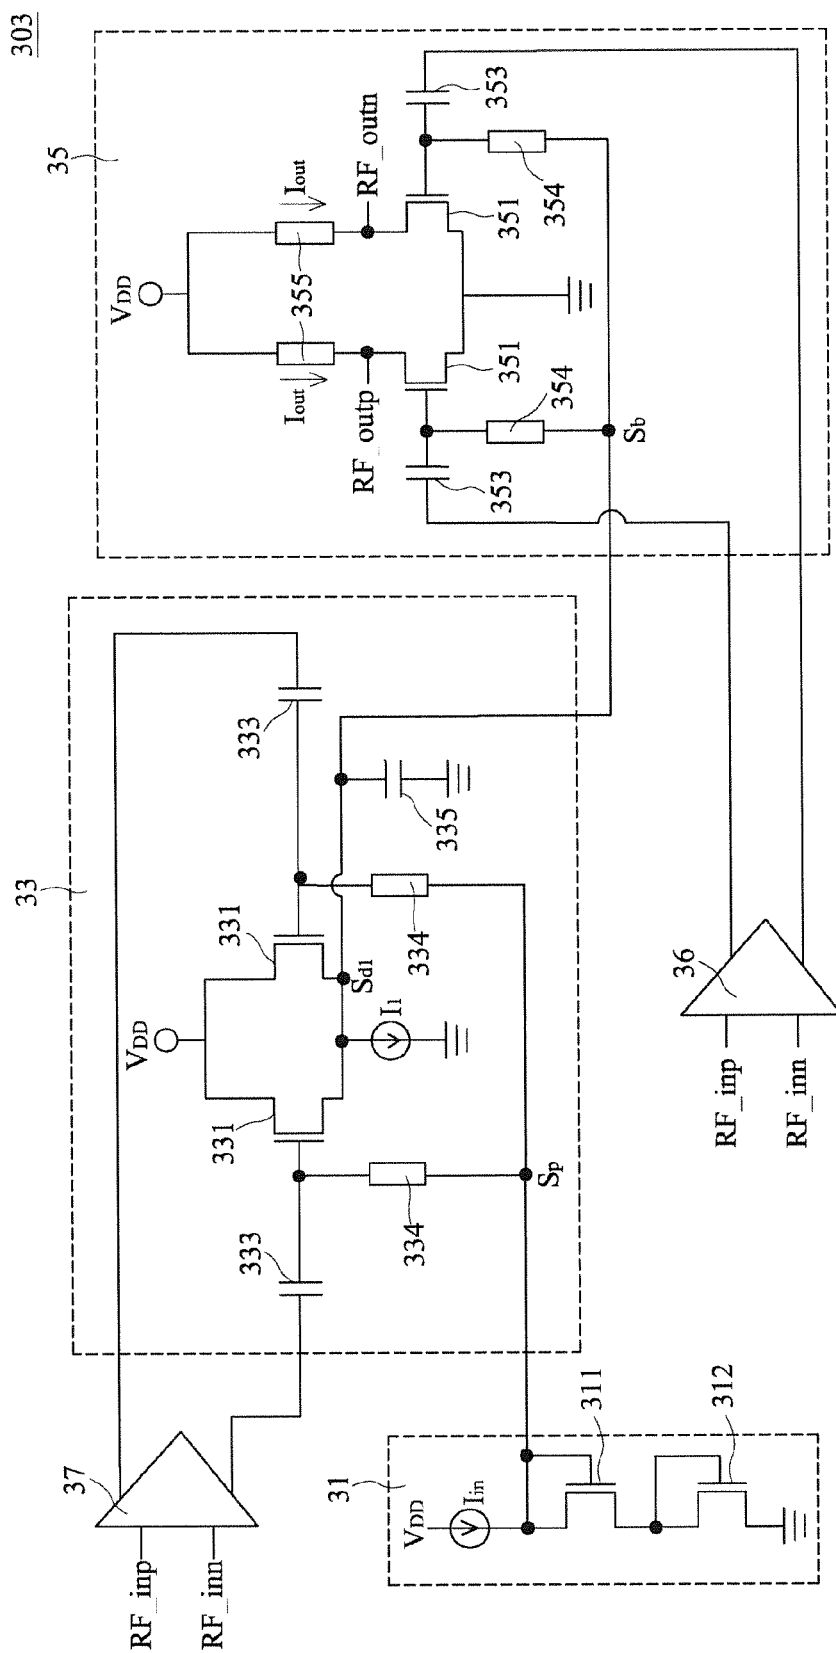 303
35
VDD
Iout
Iout
355
RF_outp
RF_outn
351
351
353
353
354
354
Sb
33
VDD
331
331
333
333
334
334
335
Sd1
I1
Sp
37
RF_inp
RF_inn
36
RF_inp
RF_inn
31
VDD
Iin
311
312